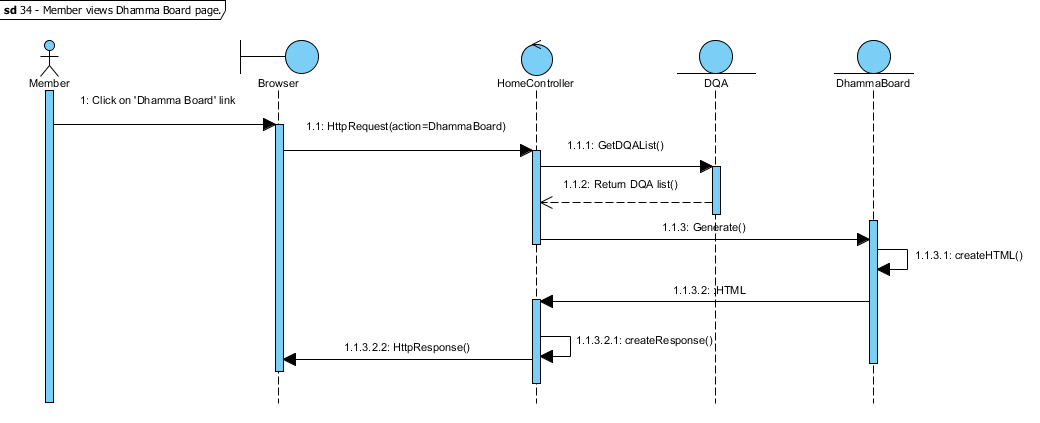 sd 34 - Member views Dhamma Board page.
Member
Browser
HomeController
DQA
DhammaBoard
1: Click on 'Dhamma Board' link
1.1: HttpRequest(action=DhammaBoard)
1.1.1: GetDQAList()
1.1.2: Return DQA list()
1.1.3: Generate()
1.1.3.1: createHTML()
1.1.3.2: HTML
1.1.3.2.1: createResponse()
1.1.3.2.2: HttpResponse()